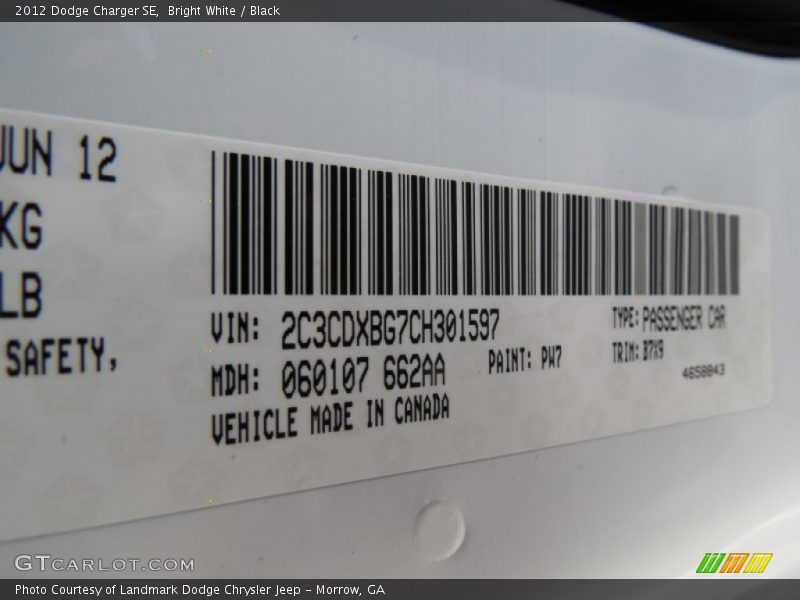 2012 Dodge Charger SE,  Bright White / Black
JUN 12
KG
LB
SAFETY,
VIN: 2C3CDXBG7CH301597
TYPE: PASSENGER CAR
MDH: 060107 662AA
PAINT: PW7
TRIM: B7X9
4658843
VEHICLE MADE IN CANADA
GTCARLOT.COM
Photo Courtesy of Landmark Dodge Chrysler Jeep – Morrow, GA